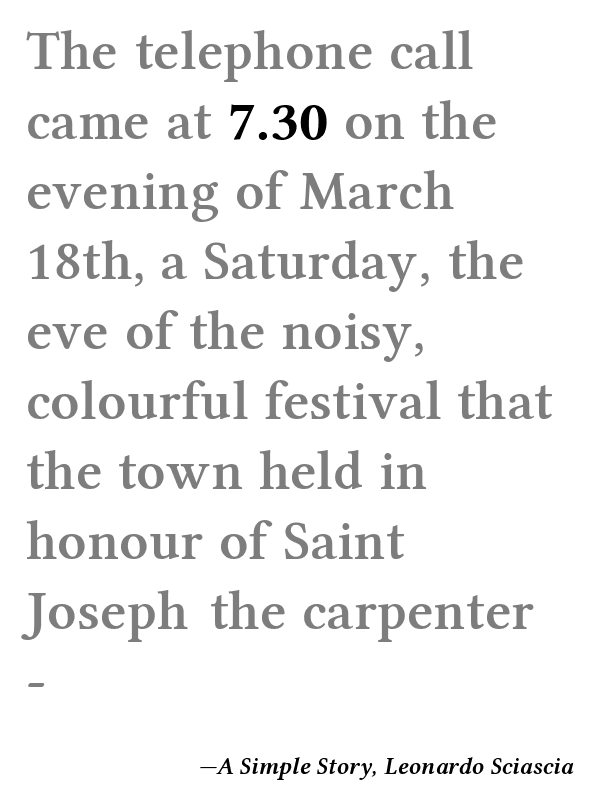 The telephone call
came at 7.30 on the
evening of March
18th, a Saturday, the
eve of the noisy,
colourful festival that
the town held in
honour of Saint
Joseph the carpenter
-
—A Simple Story, Leonardo Sciascia